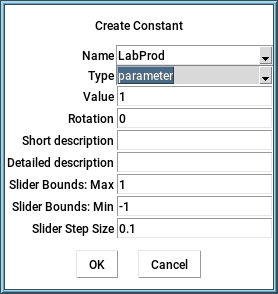 Create Constant
Name LabProd
Type parameter
Value 1
Rotation 0
Short description
Detailed description
Slider Bounds: Max 1
Slider Bounds: Min -1
Slider Step Size 0.1
OK Cancel